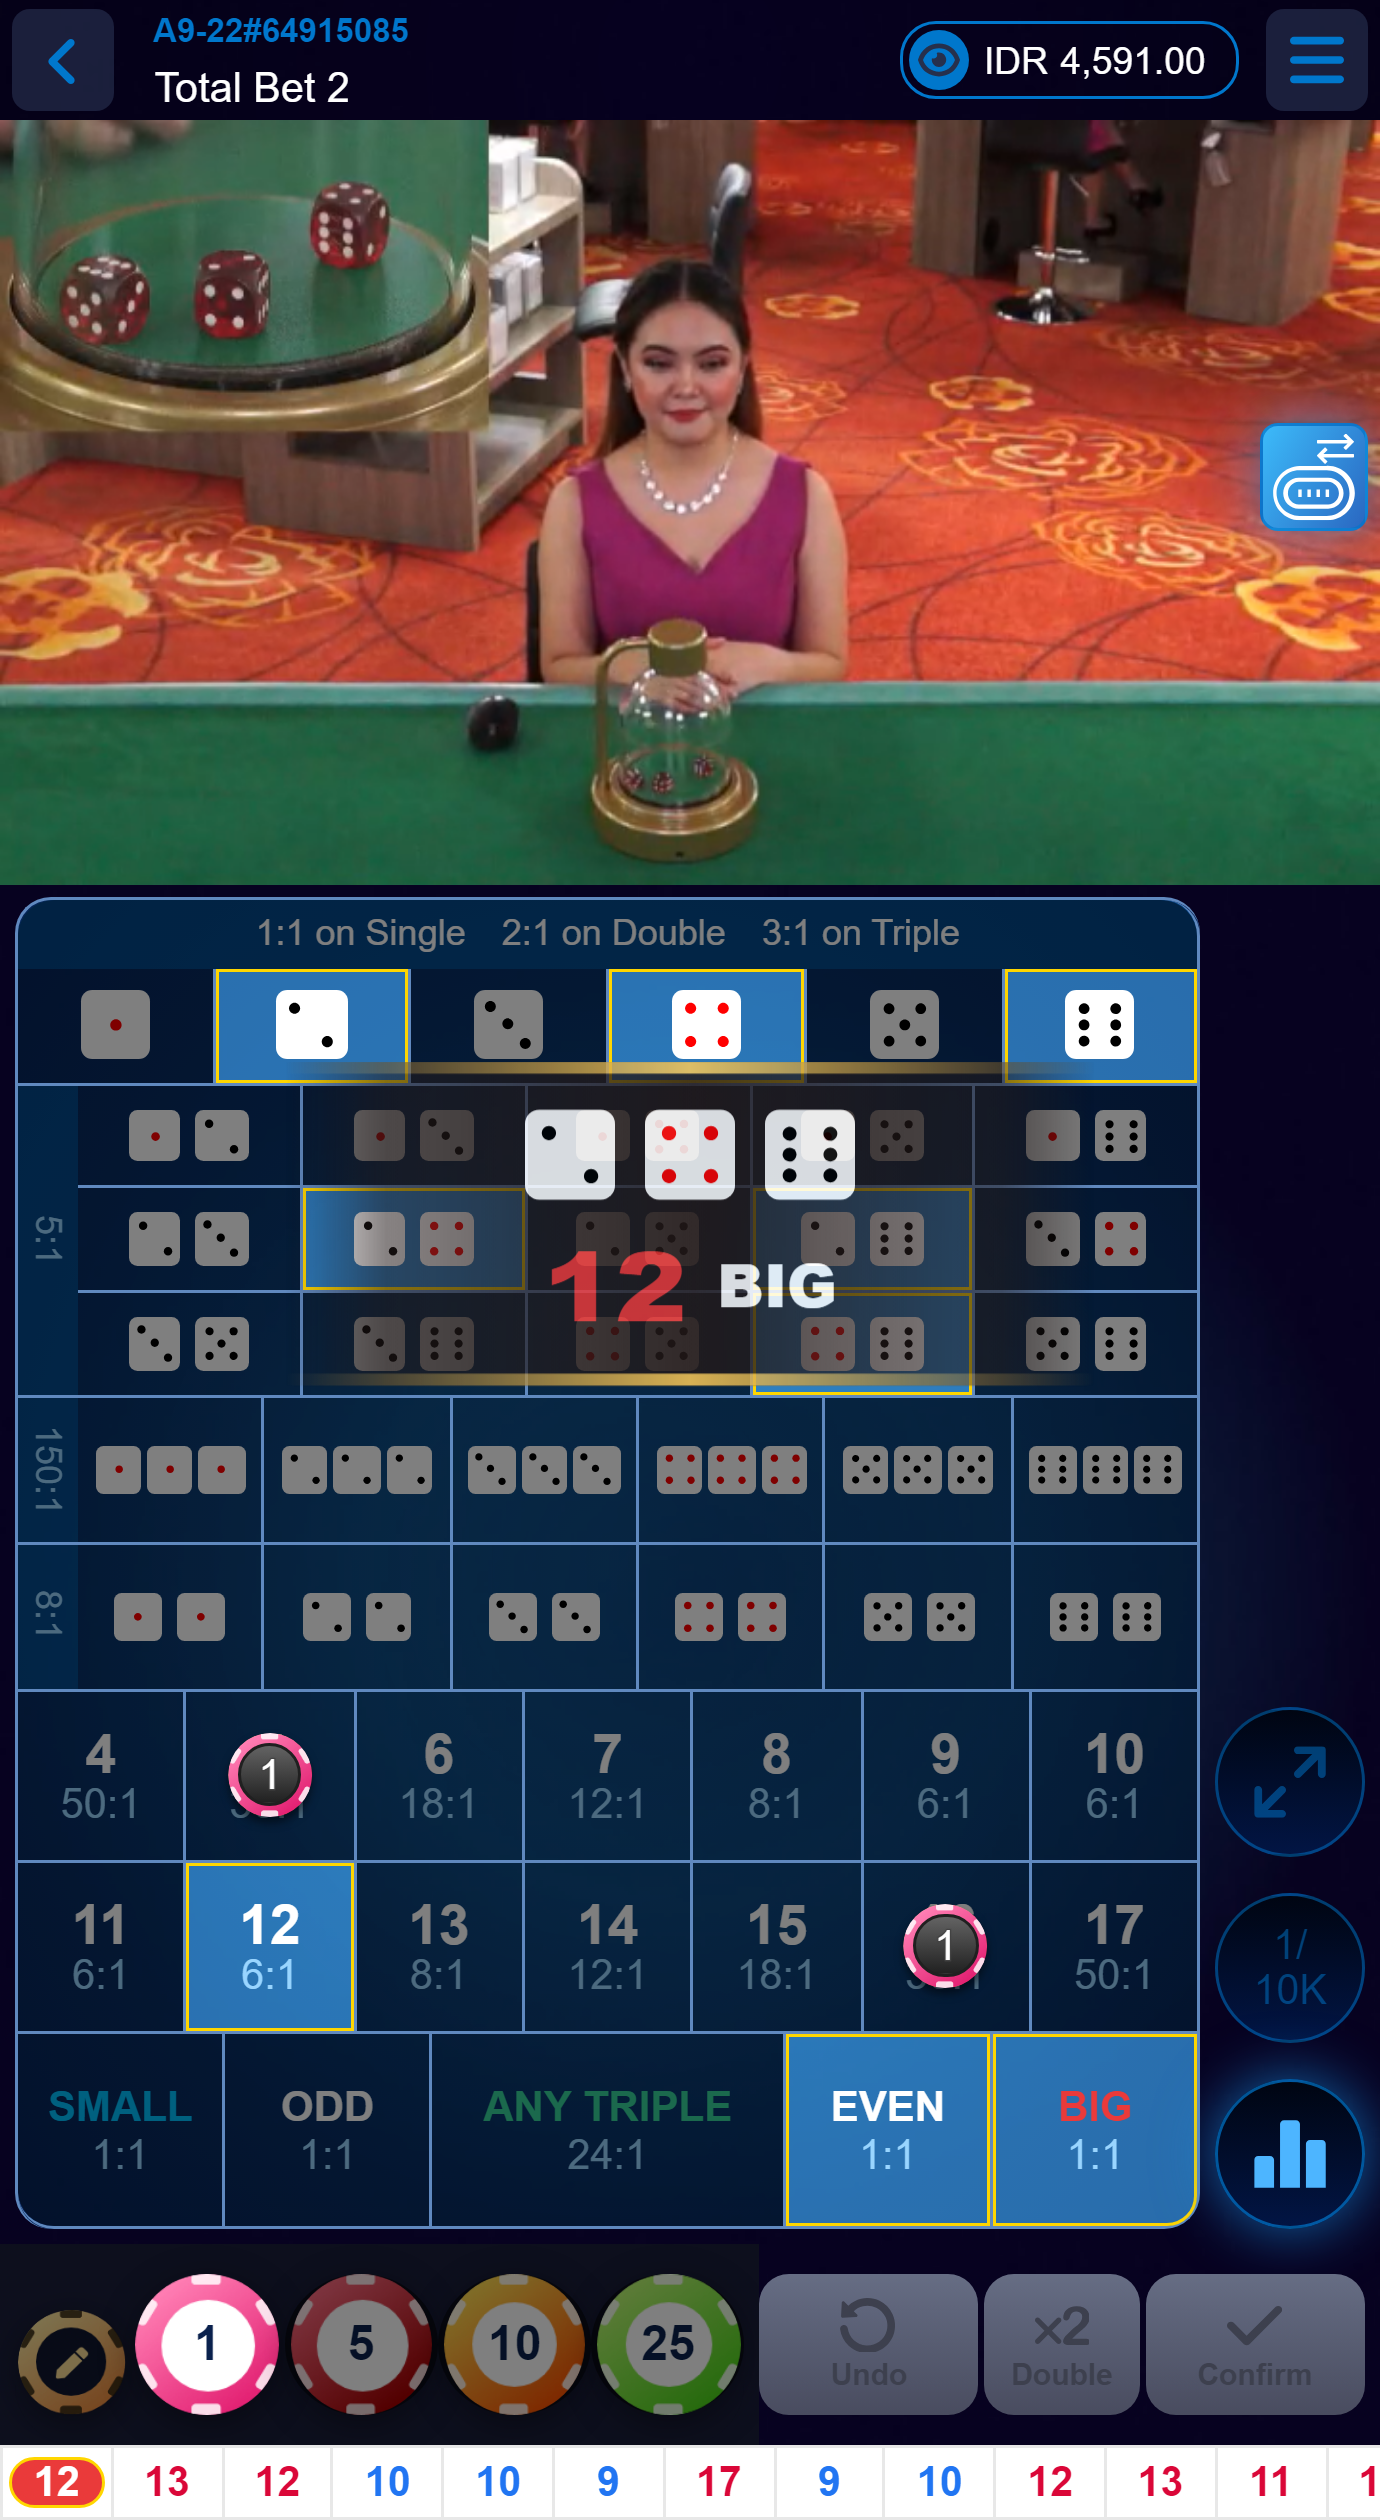 A9-22#64915085
Total Bet 2
IDR 4,591.00
1:1 on Single 2:1 on Double 3:1 on Triple
5:1
12 BIG
150:1
8:1
4 6 7 8 9 10
50:1 18:1 12:1 8:1 6:1 6:1
1
11 12 13 14 15 17
6:1 6:1 8:1 12:1 18:1 50:1
1
1/
10K
SMALL ODD ANY TRIPLE EVEN BIG
1:1 1:1 24:1 1:1 1:1
1 5 10 25
x2
Undo Double Confirm
12 13 12 10 10 9 17 9 10 12 13 11